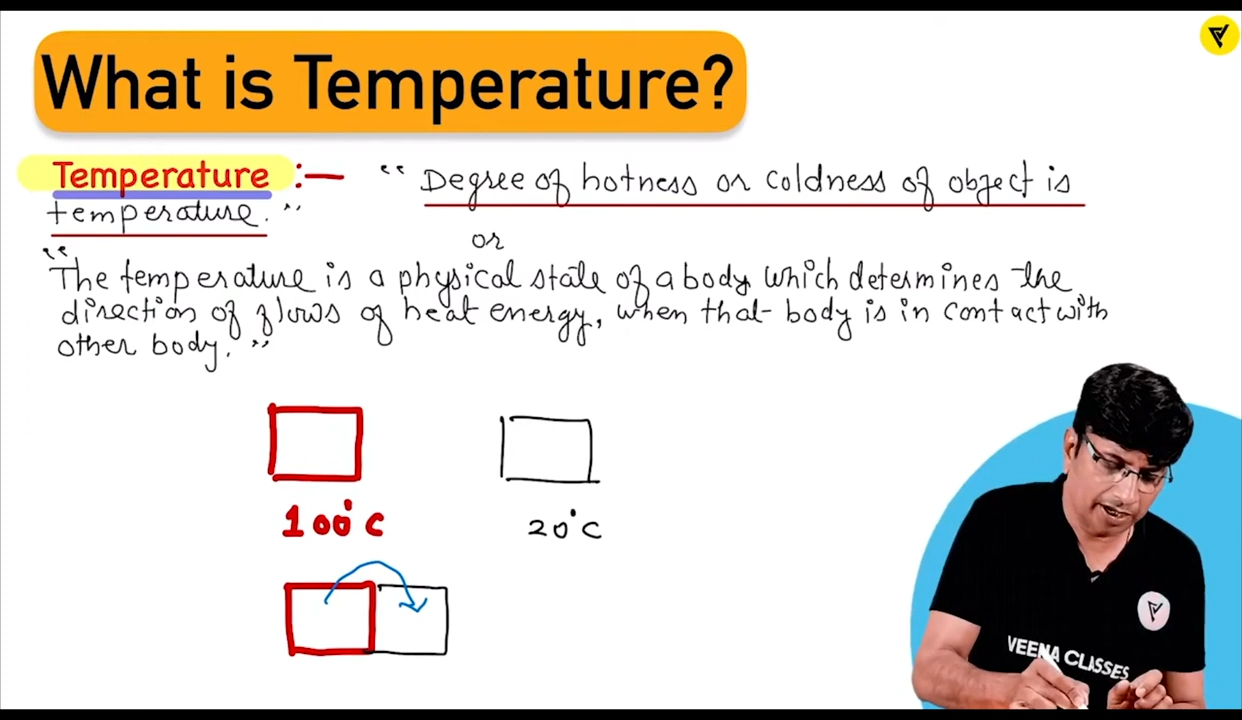 What is Temperature?
Temperature :— “ Degree of hotness or coldness of object is
temperature. ”
or
“ The temperature is a physical state of a body which determines the
direction of flows of heat energy, when that body is in contact with
other body. ”
100°C
20°C
VEENA CLASSES